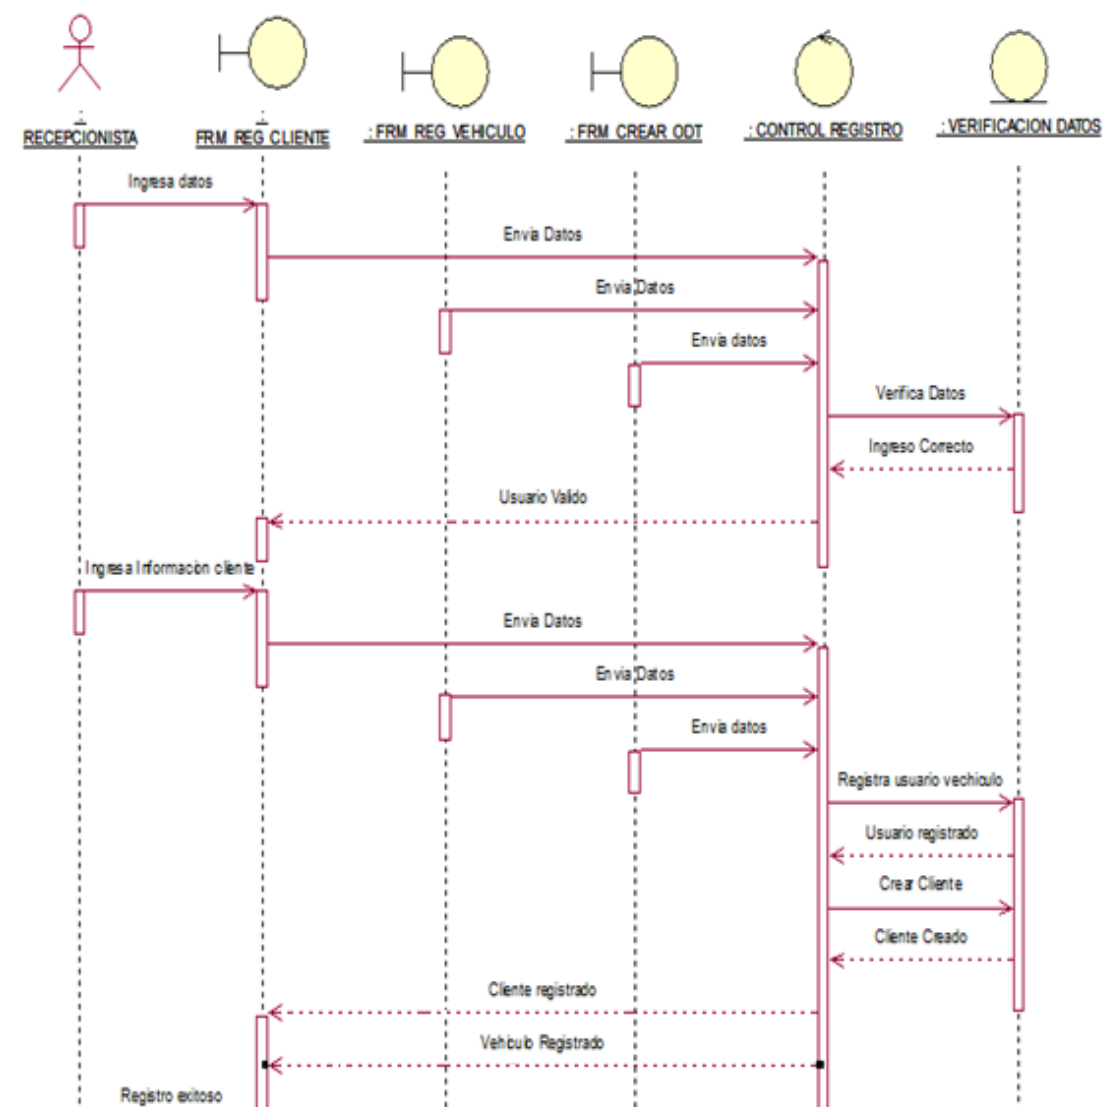 :
RECEPCIONISTA
:
FRM REG CLIENTE
: FRM REG VEHICULO
: FRM CREAR ODT
: CONTROL REGISTRO
: VERIFICACION DATOS
Ingresa datos
Envia Datos
Envia Datos
Envia datos
Verifica Datos
Ingreso Correcto
Usuario Valido
Ingresa Informaciòn cliente
Envia Datos
Envia Datos
Envia datos
Registra usuario vechiculo
Usuario registrado
Crear Cliente
Cliente Creado
Cliente registrado
Vehiculo Registrado
Registro exitoso